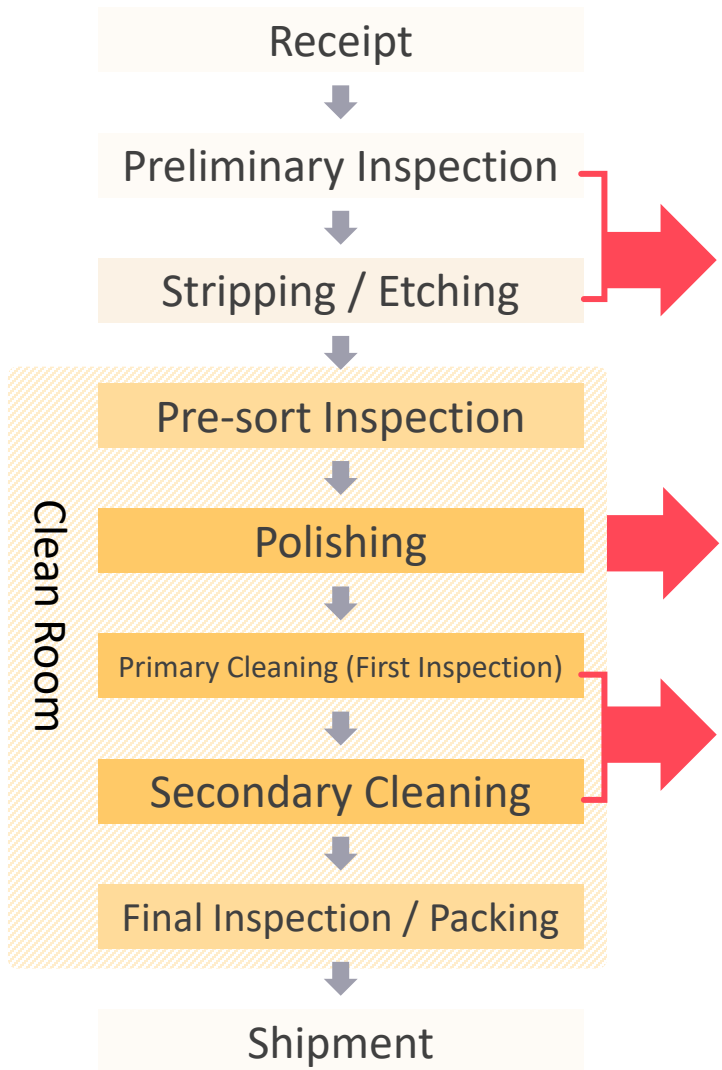 Receipt
Preliminary Inspection
Stripping / Etching
Pre-sort Inspection
Clean Room
Polishing
Primary Cleaning (First Inspection)
Secondary Cleaning
Final Inspection / Packing
Shipment